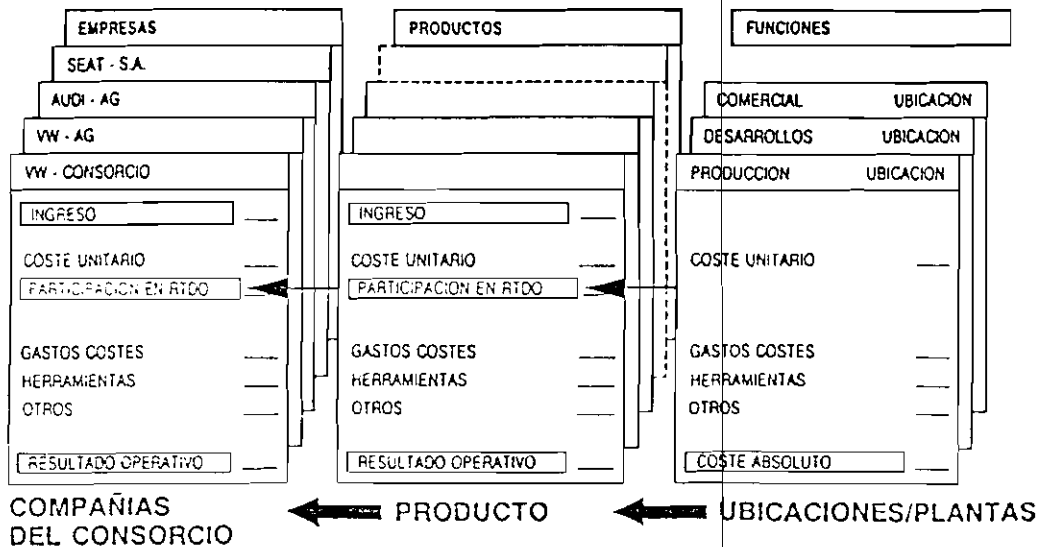 EMPRESAS
SEAT - S.A.
AUDI - AG
VW - AG
VW - CONSORCIO
INGRESO
COSTE UNITARIO
PARTICIPACION EN RTDO
GASTOS COSTES
HERRAMIENTAS
OTROS
RESULTADO OPERATIVO
COMPAÑIAS
DEL CONSORCIO
PRODUCTOS
INGRESO
COSTE UNITARIO
PARTICIPACION EN RTDO
GASTOS COSTES
HERRAMIENTAS
OTROS
RESULTADO OPERATIVO
PRODUCTO
FUNCIONES
COMERCIAL UBICACION
DESARROLLOS UBICACION
PRODUCCION UBICACION
COSTE UNITARIO
GASTOS COSTES
HERRAMIENTAS
OTROS
COSTE ABSOLUTO
UBICACIONES/PLANTAS